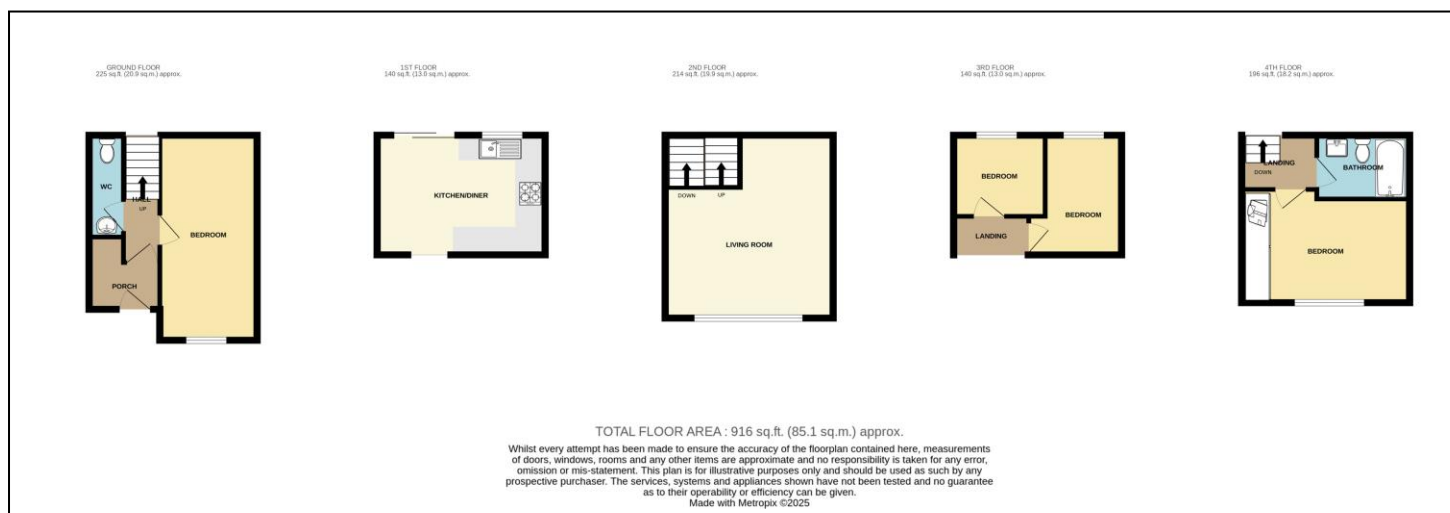 GROUND FLOOR
225 sq.ft. (20.9 sq.m.) approx.
WC
HALL
UP
BEDROOM
PORCH
1ST FLOOR
140 sq.ft. (13.0 sq.m.) approx.
KITCHEN/DINER
2ND FLOOR
214 sq.ft. (19.9 sq.m.) approx.
DOWN
UP
LIVING ROOM
3RD FLOOR
140 sq.ft. (13.0 sq.m.) approx.
BEDROOM
BEDROOM
LANDING
4TH FLOOR
196 sq.ft. (18.2 sq.m.) approx.
LANDING
DOWN
BATHROOM
BEDROOM
TOTAL FLOOR AREA : 916 sq.ft. (85.1 sq.m.) approx.
Whilst every attempt has been made to ensure the accuracy of the floorplan contained here, measurements
of doors, windows, rooms and any other items are approximate and no responsibility is taken for any error,
omission or mis-statement. This plan is for illustrative purposes only and should be used as such by any
prospective purchaser. The services, systems and appliances shown have not been tested and no guarantee
as to their operability or efficiency can be given.
Made with Metropix ©2025